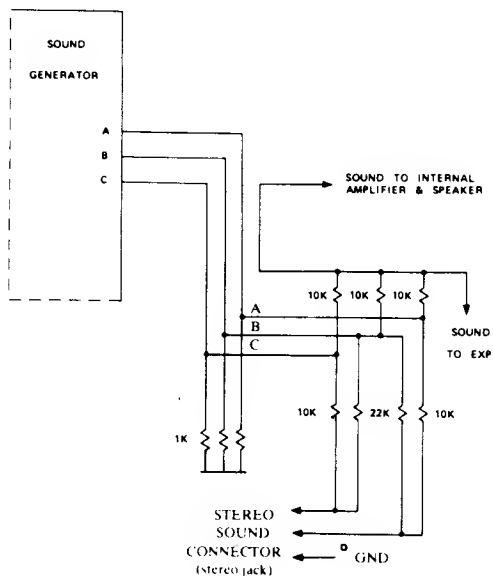 SOUND
GENERATOR
A
B
C
SOUND TO INTERNAL
AMPLIFIER & SPEAKER
10K 10K 10K
A
B
C
SOUND
TO EXP
10K 22K 10K
1K
STEREO
SOUND
CONNECTOR
(stereo jack)
GND